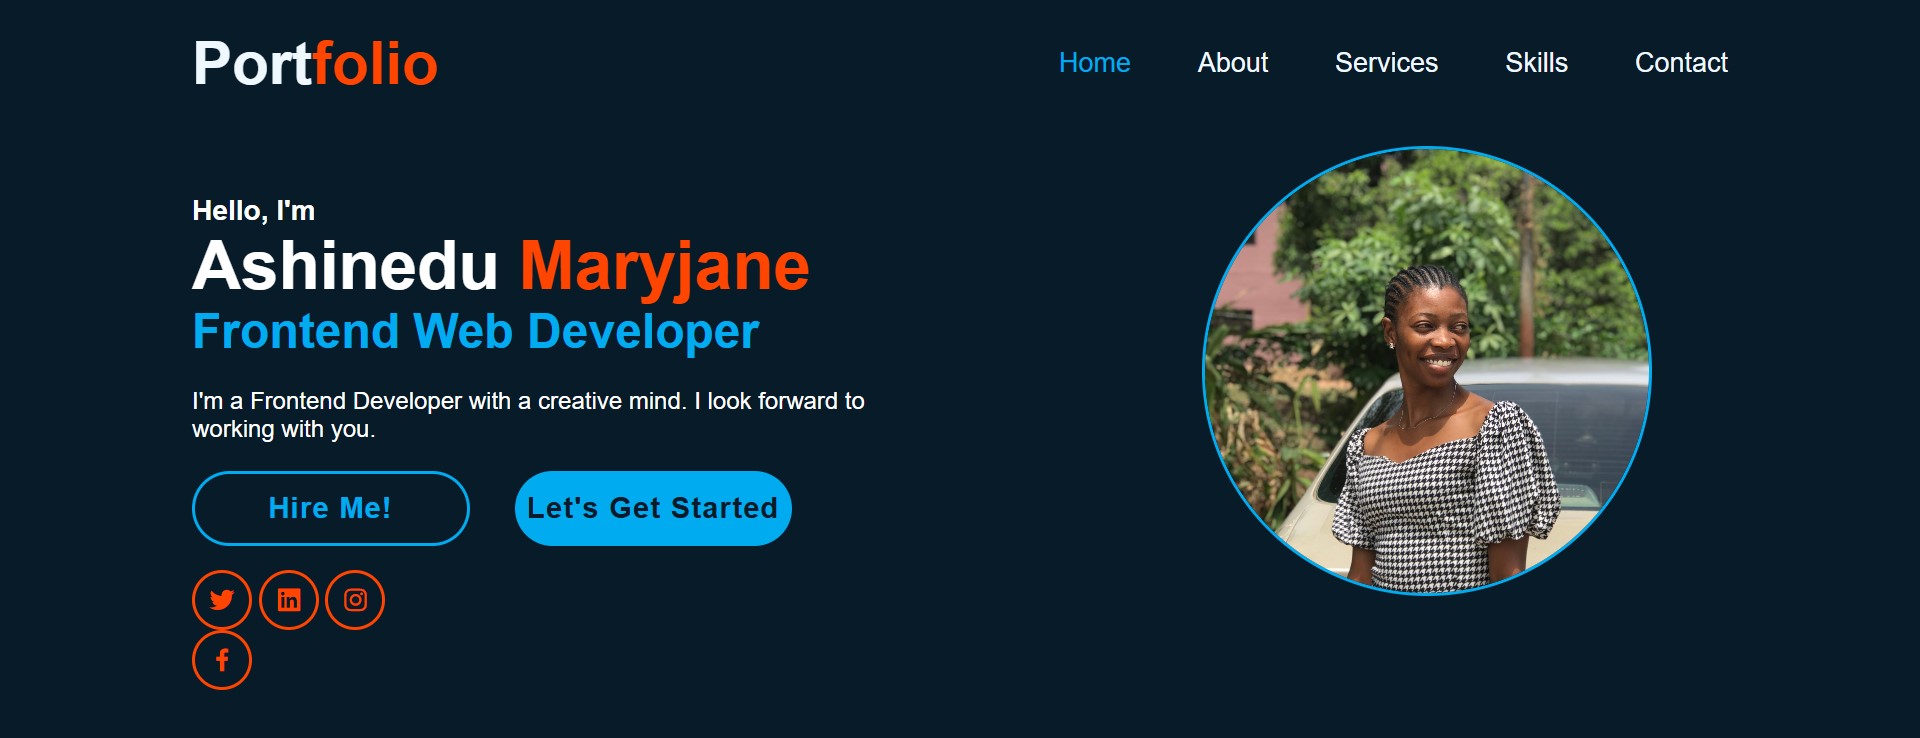 Portfolio
Home About Services Skills Contact
Hello, I'm
Ashinedu Maryjane
Frontend Web Developer
I'm a Frontend Developer with a creative mind. I look forward to
working with you.
Hire Me! Let's Get Started